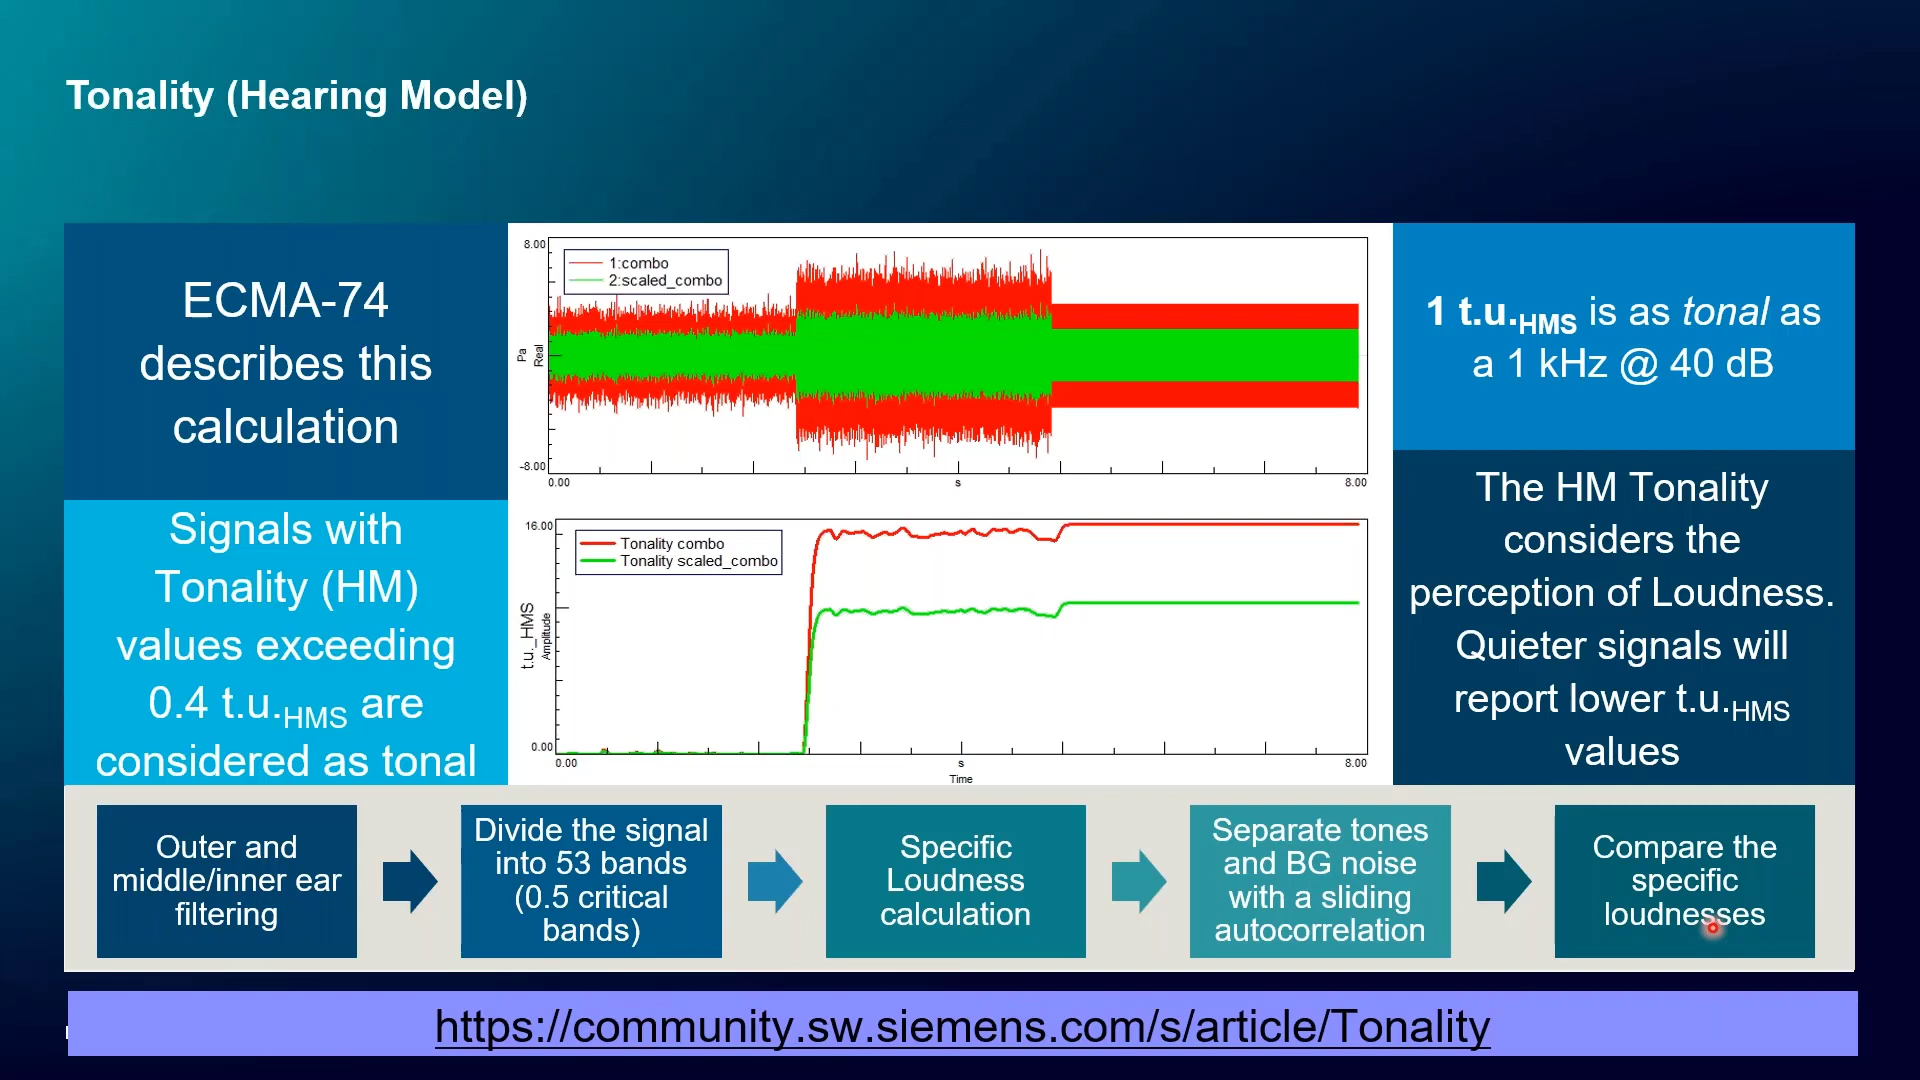 Tonality (Hearing Model)
ECMA-74
describes this
calculation
Signals with
Tonality (HM)
values exceeding
0.4 t.u.HMS are
considered as tonal
8.00
1:combo
2:scaled_combo
Pa
Real
-8.00
0.00
s
8.00
16.00
Tonality combo
Tonality scaled_combo
t.u._HMS
Amplitude
0.00
0.00
s
8.00
Time
1 t.u.HMS is as tonal as
a 1 kHz @ 40 dB
The HM Tonality
considers the
perception of Loudness.
Quieter signals will
report lower t.u.HMS
values
Outer and
middle/inner ear
filtering
Divide the signal
into 53 bands
(0.5 critical
bands)
Specific
Loudness
calculation
Separate tones
and BG noise
with a sliding
autocorrelation
Compare the
specific
loudnesses
https://community.sw.siemens.com/s/article/Tonality